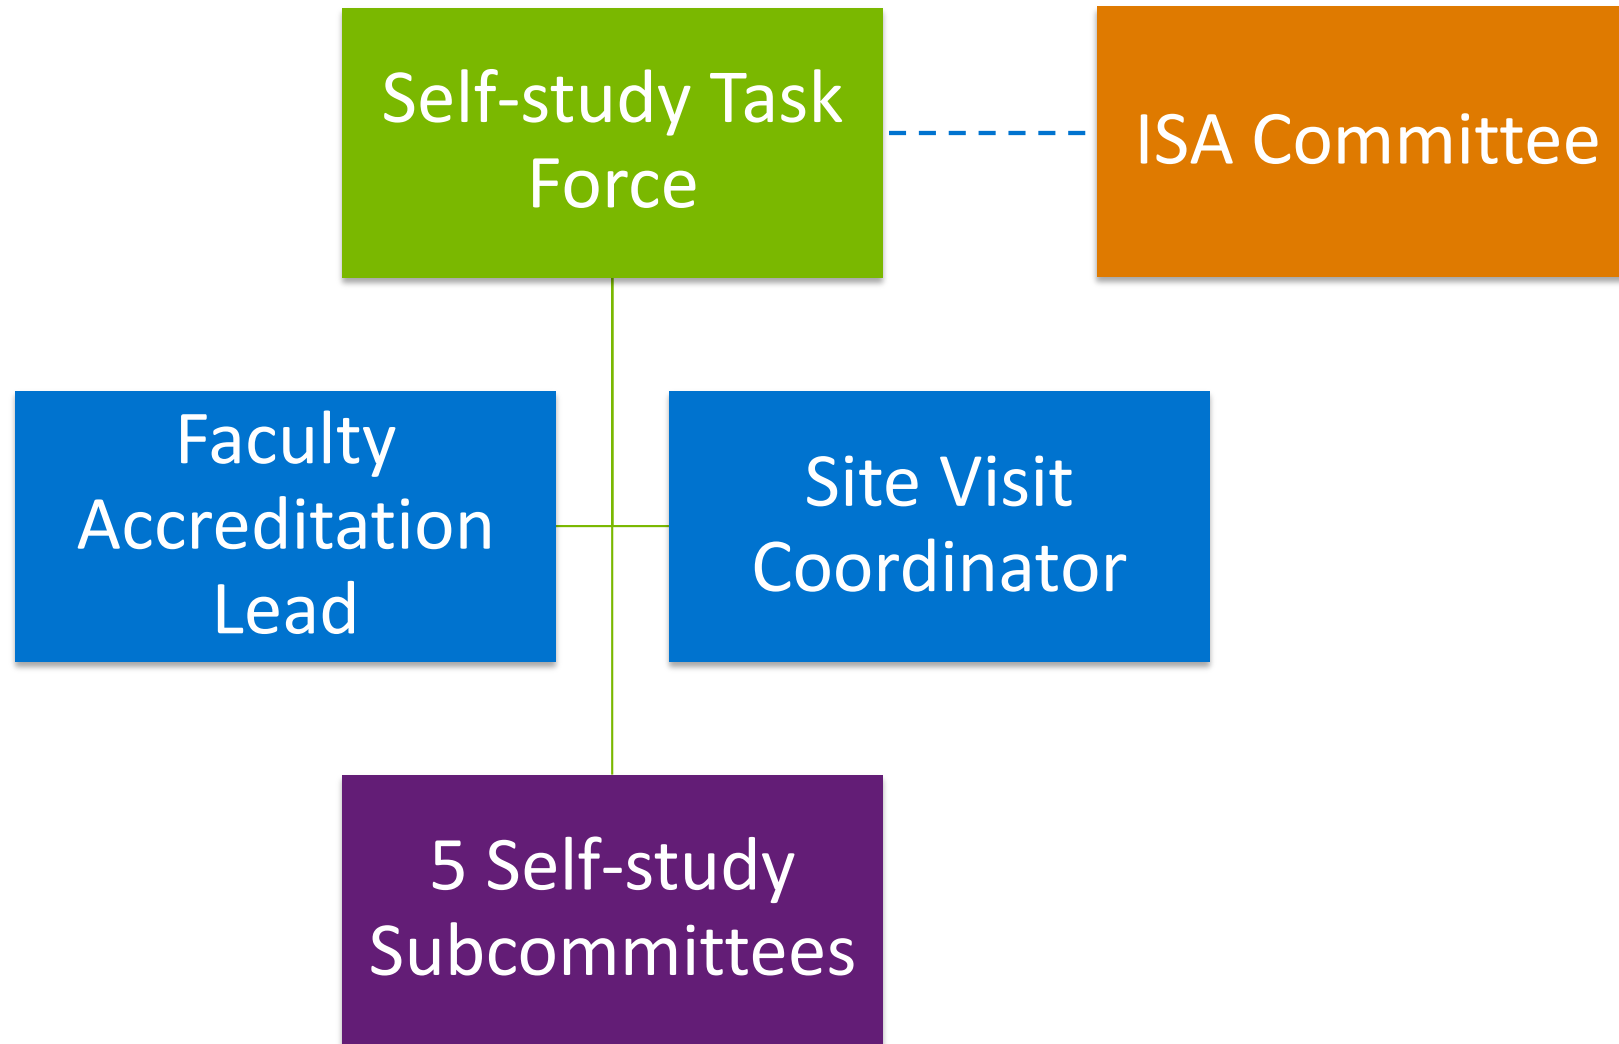 Self-study Task
Force
ISA Committee
Faculty
Accreditation
Lead
Site Visit
Coordinator
5 Self-study
Subcommittees